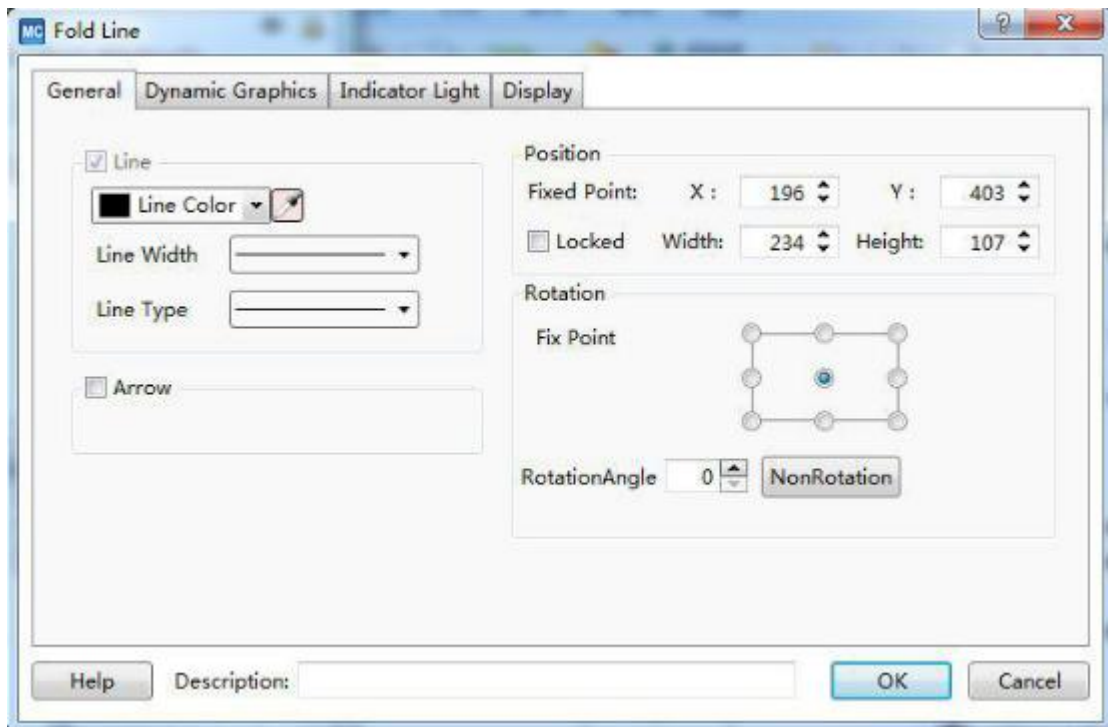 MC Fold Line
General Dynamic Graphics Indicator Light Display
Line
Line Color
Line Width
Line Type
Arrow
Position
Fixed Point: X : 196 Y : 403
Locked Width: 234 Height: 107
Rotation
Fix Point
RotationAngle 0 NonRotation
Help Description: OK Cancel